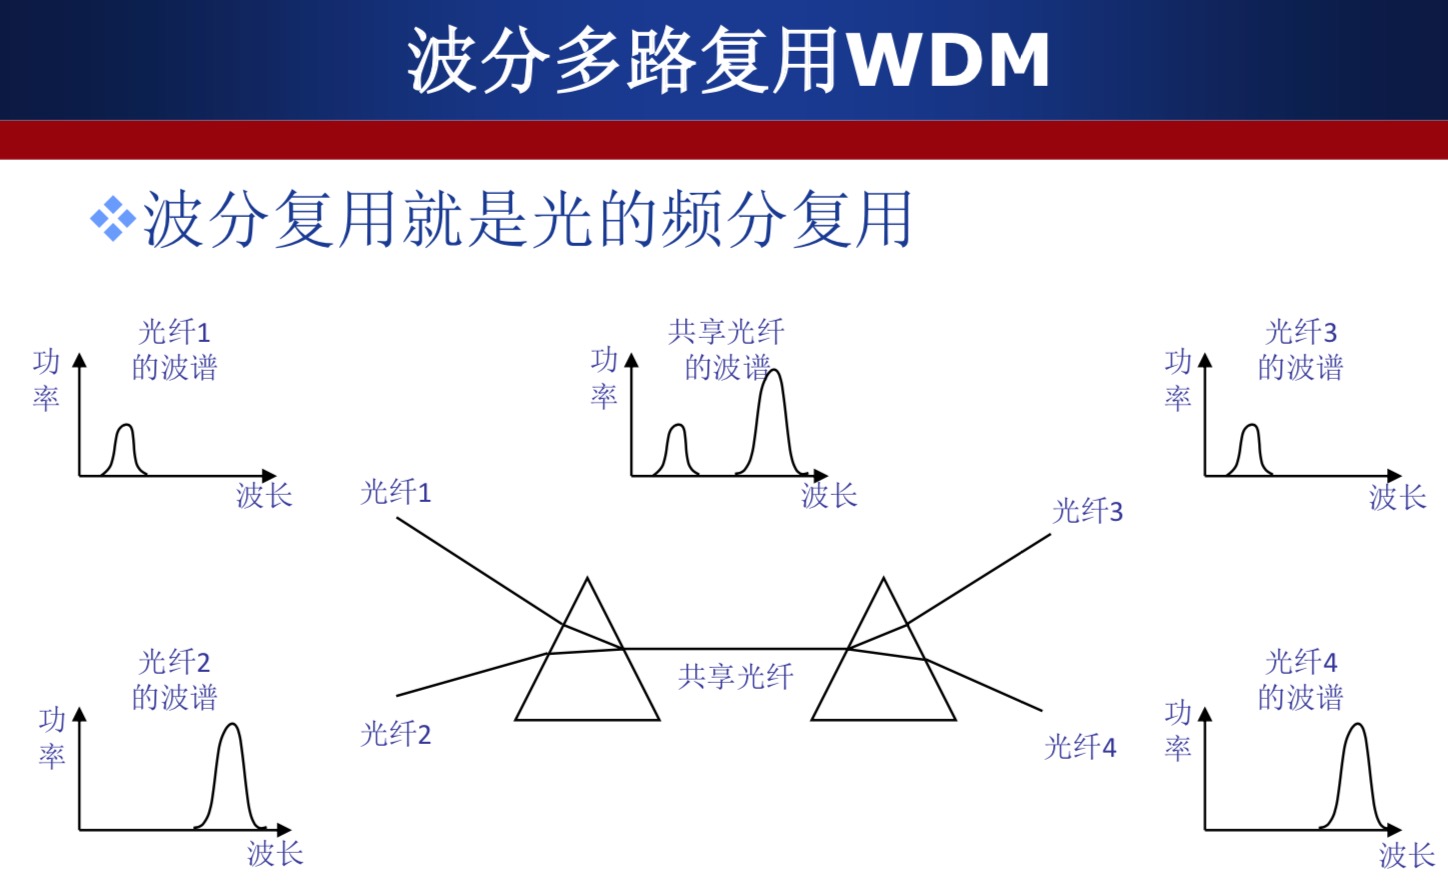 波分多路复用WDM
波分复用就是光的频分复用
光纤1
的波谱
功
率
波长
共享光纤
的波谱
功
率
波长
光纤3
的波谱
功
率
波长
光纤1
光纤3
共享光纤
光纤2
光纤4
光纤2
的波谱
功
率
波长
光纤4
的波谱
功
率
波长